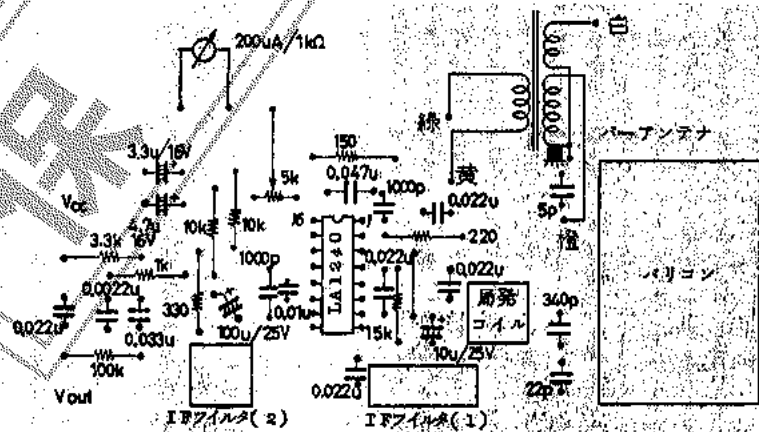 200uA/1kΩ
白
緑
バーアンテナ
150
3.3u/16V
0.047u
1000p
黄
0.022u
5k
5p
Vcc
10k
10k
J6
220
橙
3.3k
16V
1k
1000p
LA1240
0.022u
0.022u
バリコン
0.0022u
局発
コイル
340p
0.022u
330
0.01u
0.033u
100u/25V
15k
10u/25V
100k
0.022u
22p
Vout
IFフィルタ(2)
IFフィルタ(1)